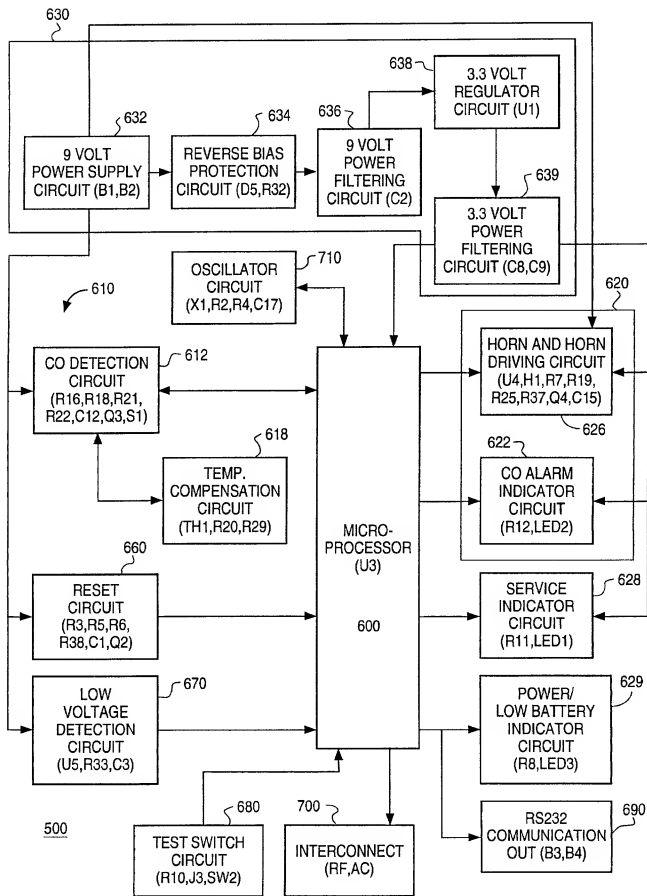 630
638
3.3 VOLT
REGULATOR
CIRCUIT (U1)
632
9 VOLT
POWER SUPPLY
CIRCUIT (B1,B2)
634
REVERSE BIAS
PROTECTION
CIRCUIT (D5,R32)
636
9 VOLT
POWER
FILTERING
CIRCUIT (C2)
639
3.3 VOLT
POWER
FILTERING
CIRCUIT (C8,C9)
710
OSCILLATOR
CIRCUIT
(X1,R2,R4,C17)
610
620
612
CO DETECTION
CIRCUIT
(R16,R18,R21,
R22,C12,Q3,S1)
HORN AND HORN
DRIVING CIRCUIT
(U4,H1,R7,R19,
R25,R37,Q4,C15)
626
618
TEMP.
COMPENSATION
CIRCUIT
(TH1,R20,R29)
622
CO ALARM
INDICATOR
CIRCUIT
(R12,LED2)
MICRO-
PROCESSOR
(U3)
600
660
RESET
CIRCUIT
(R3,R5,R6,
R38,C1,Q2)
628
SERVICE
INDICATOR
CIRCUIT
(R11,LED1)
670
LOW
VOLTAGE
DETECTION
CIRCUIT
(U5,R33,C3)
629
POWER/
LOW BATTERY
INDICATOR
CIRCUIT
(R8,LED3)
500
680
TEST SWITCH
CIRCUIT
(R10,J3,SW2)
700
INTERCONNECT
(RF,AC)
690
RS232
COMMUNICATION
OUT (B3,B4)